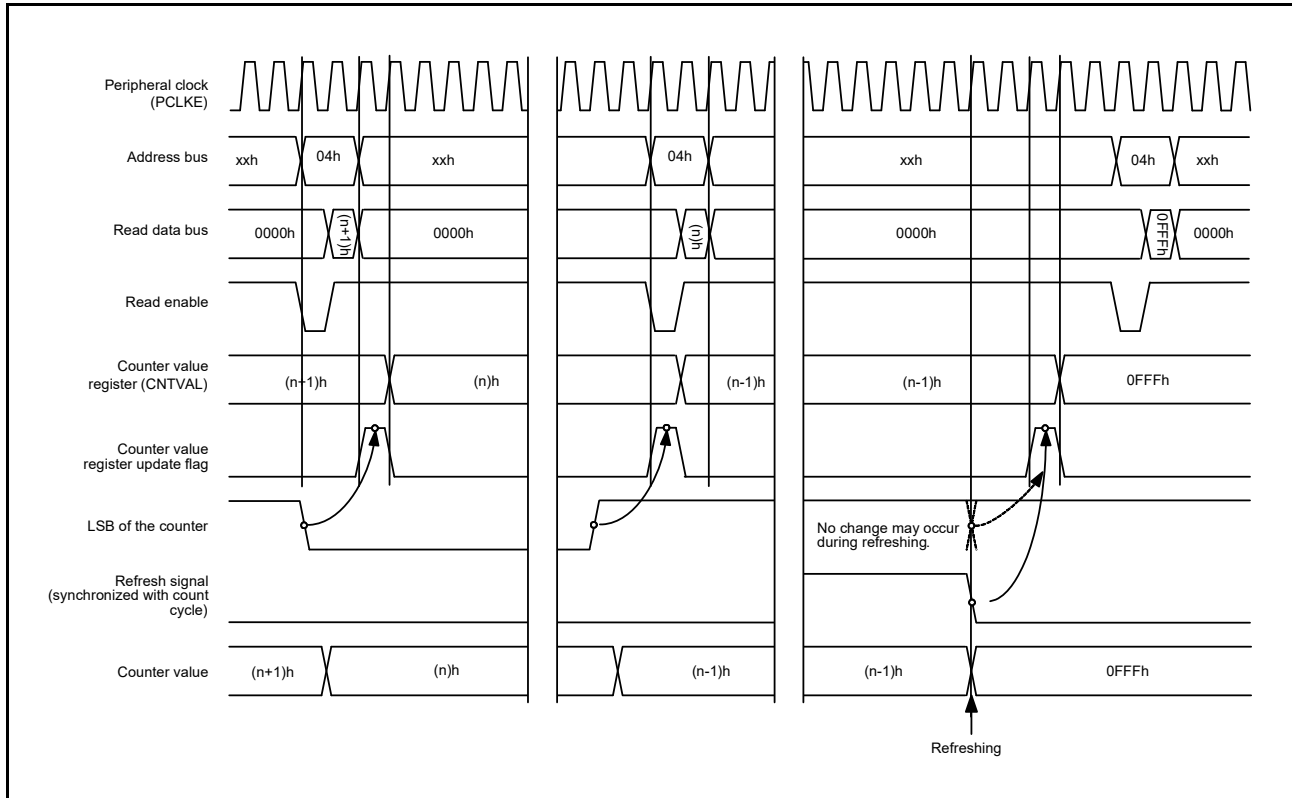 Peripheral clock
(PCLKE)
Address bus
xxh
04h
xxh
04h
xxh
04h
xxh
Read data bus
0000h
(n+1)h
0000h
(n)h
0000h
0FFFh
0000h
Read enable
Counter value
register (CNTVAL)
(n+1)h
(n)h
(n-1)h
(n-1)h
0FFFh
Counter value
register update flag
LSB of the counter
No change may occur
during refreshing.
Refresh signal
(synchronized with count
cycle)
Counter value
(n+1)h
(n)h
(n-1)h
(n-1)h
0FFFh
Refreshing